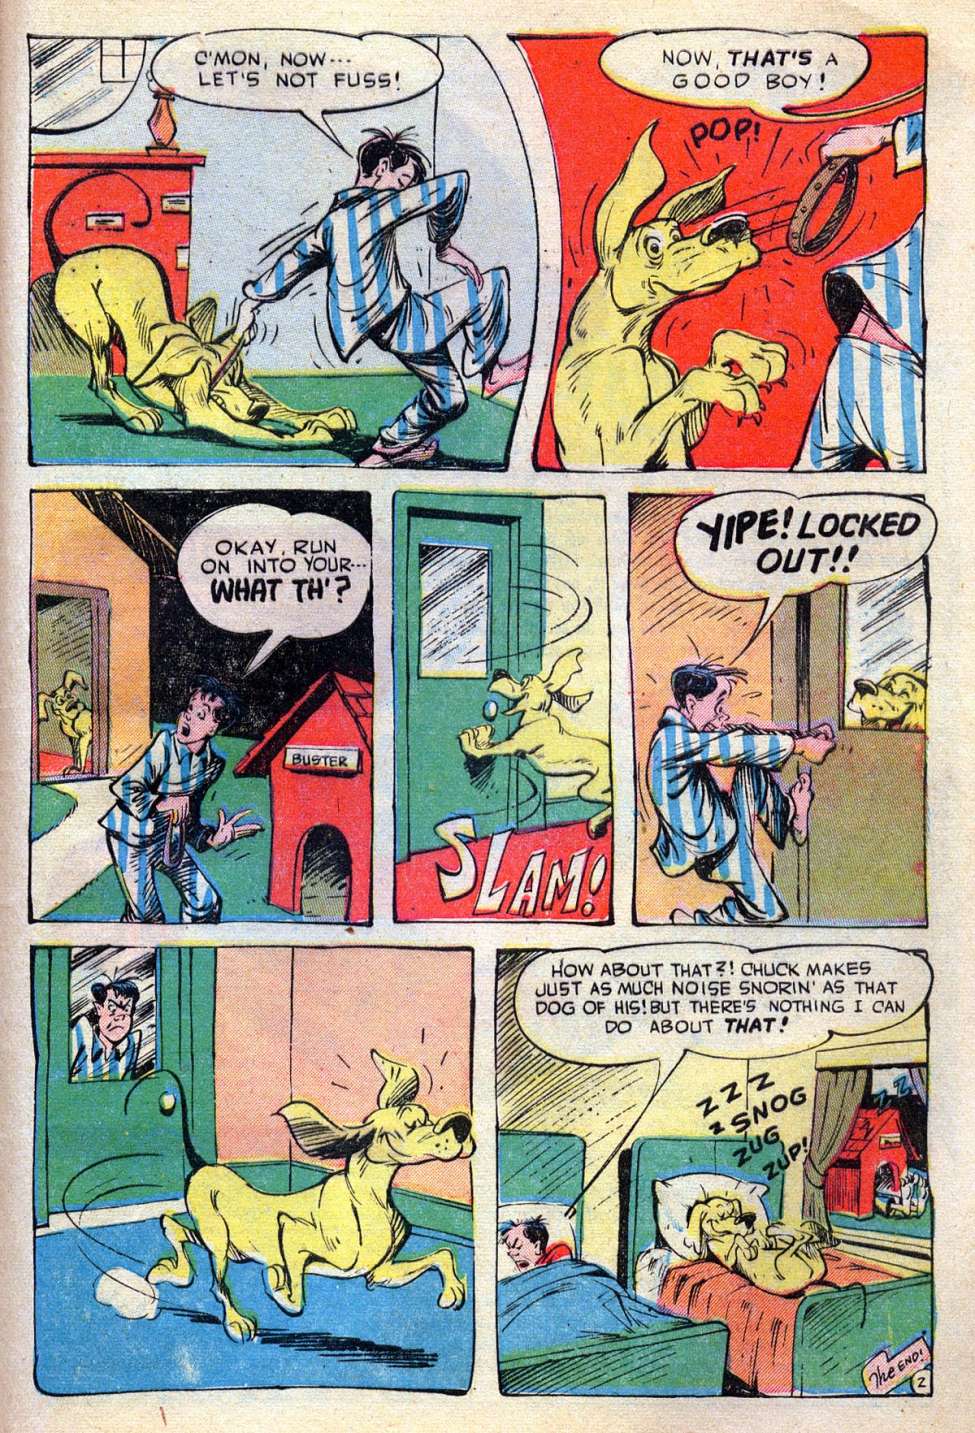 C'MON, NOW---
LET'S NOT FUSS!
NOW, THAT'S A
GOOD BOY!
POP!
OKAY, RUN
ON INTO YOUR---
WHAT TH'?
BUSTER
SLAM!
YIPE! LOCKED
OUT!!
HOW ABOUT THAT?! CHUCK MAKES
JUST AS MUCH NOISE SNORIN' AS THAT
DOG OF HIS! BUT THERE'S NOTHING I CAN
DO ABOUT THAT!
Z Z Z
Z SNOG
ZUG
ZUP!
Z Z
Z
The END!
2